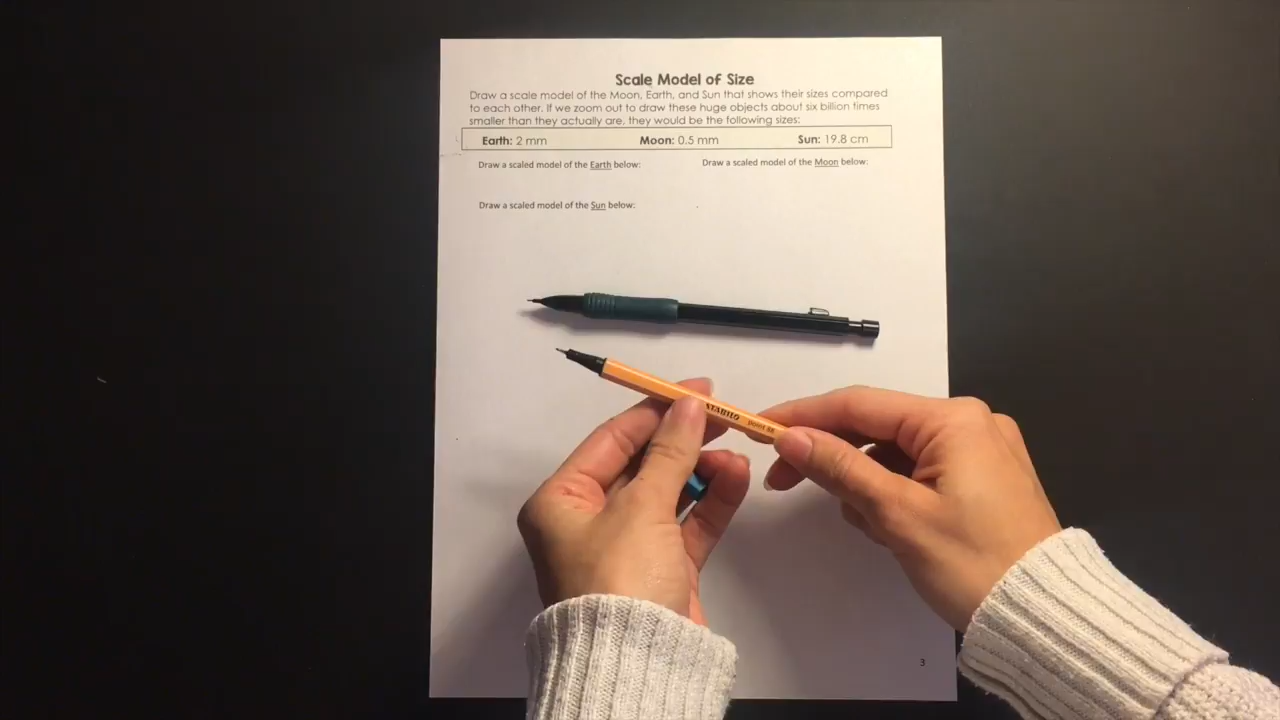 Scale Model of Size
Draw a scale model of the Moon, Earth, and Sun that shows their sizes compared
to each other. If we zoom out to draw these huge objects about six billion times
smaller than they actually are, they would be the following sizes:
Earth: 2 mm Moon: 0.5 mm Sun: 19.8 cm
Draw a scaled model of the Earth below: Draw a scaled model of the Moon below:
Draw a scaled model of the Sun below:
STABILO point 88
3